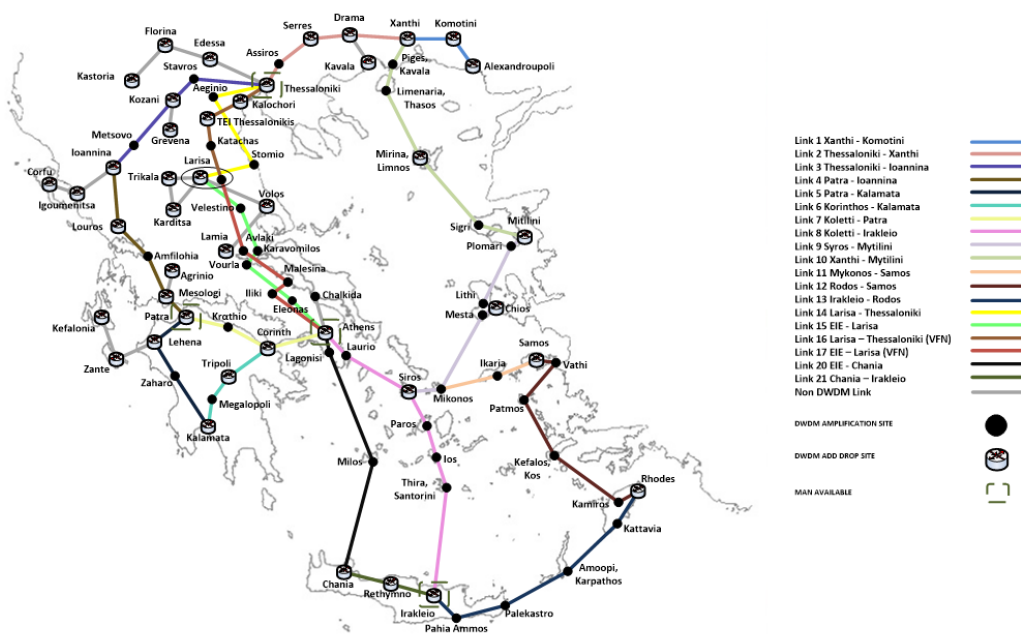 Florina
Edessa
Serres
Drama
Xanthi
Komotini
Assiros
Kavala
Piges,
Kavala
Alexandroupoli
Kastoria
Stavros
Aeginio
Thessaloniki
Kalochori
Limenaria,
Thasos
Kozani
TEI Thessalonikis
Grevena
Katachas
Metsovo
Ioannina
Larisa
Stomio
Mirina,
Limnos
Corfu
Igoumenitsa
Trikala
Karditsa
Velestino
Volos
Louros
Lamia
Avlaki
Karavomilos
Sigri
Mitilini
Plomari
Amfilohia
Vourla
Malesina
Agrinio
Mesologi
Iliki
Eleonas
Chalkida
Lithi
Mesta
Chios
Kefalonia
Patra
Krathio
Corinth
Athens
Lehena
Lagonisi
Laurio
Zante
Tripoli
Ikaria
Samos
Vathi
Zaharo
Megalopoli
Siros
Mikonos
Patmos
Kalamata
Paros
Milos
Ios
Kefalos,
Kos
Thira,
Santorini
Rhodes
Kamiros
Kattavia
Chania
Rethymno
Irakleio
Amoopi,
Karpathos
Palekastro
Pahia Ammos
Link 1 Xanthi - Komotini
Link 2 Thessaloniki - Xanthi
Link 3 Thessaloniki - Ioannina
Link 4 Patra - Ioannina
Link 5 Patra - Kalamata
Link 6 Korinthos - Kalamata
Link 7 Koletti - Patra
Link 8 Koletti - Irakleio
Link 9 Syros - Mytilini
Link 10 Xanthi - Mytilini
Link 11 Mykonos - Samos
Link 12 Rodos - Samos
Link 13 Irakleio - Rodos
Link 14 Larisa - Thessaloniki
Link 15 EIE - Larisa
Link 16 Larisa – Thessaloniki (VFN)
Link 17 EIE – Larisa (VFN)
Link 20 EIE - Chania
Link 21 Chania – Irakleio
Non DWDM Link
DWDM AMPLIFICATION SITE
DWDM ADD DROP SITE
MAN AVAILABLE